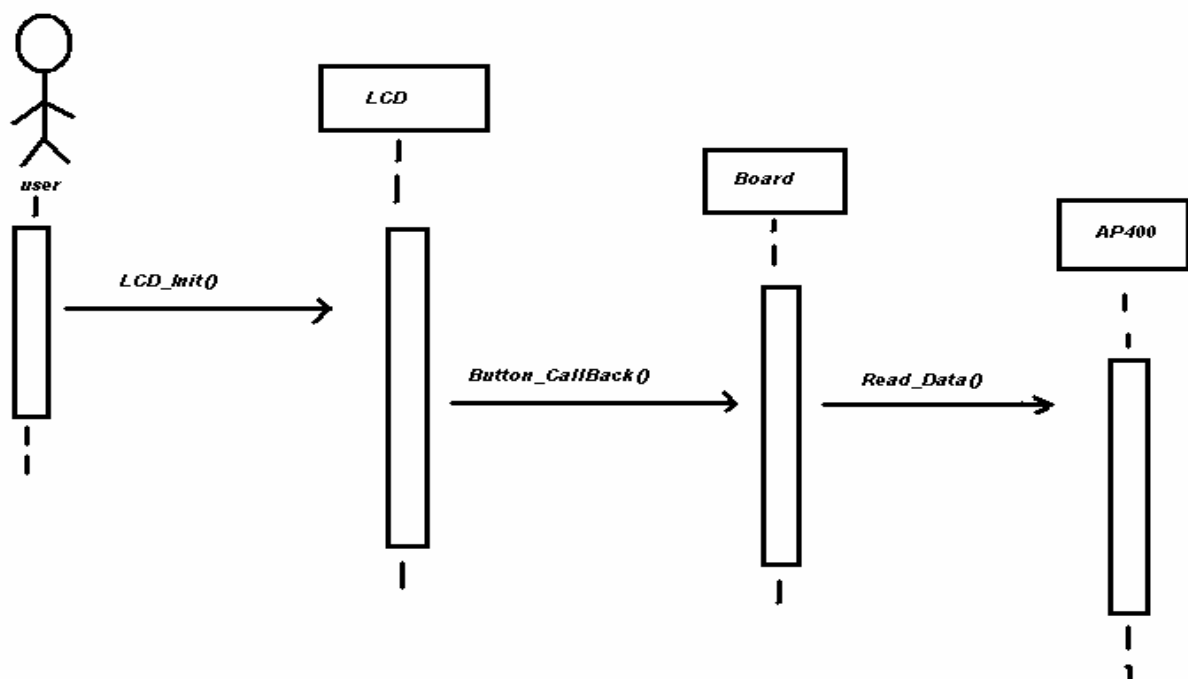 LCD
Board
user
AP400
LCD_Init()
Button_CallBack()
Read_Data()